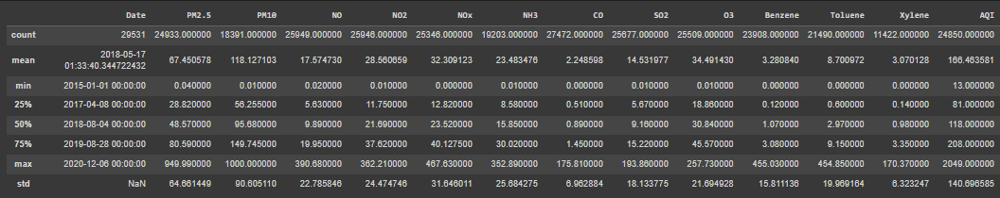 Date PM2.5 PM10 NO NO2 NOx NH3 CO SO2 O3 Benzene Toluene Xylene AQI
count 29531 24933.000000 18391.000000 25949.000000 25946.000000 25346.000000 19203.000000 27472.000000 25677.000000 25509.000000 23908.000000 21490.000000 11422.000000 24850.000000
mean 2018-05-17 01:33:40.344722432 67.450578 118.127103 17.574730 28.560659 32.309123 23.483476 2.248598 14.531977 34.491430 3.280840 8.700972 3.070128 166.463581
min 2015-01-01 00:00:00 0.040000 0.010000 0.020000 0.010000 0.000000 0.010000 0.000000 0.010000 0.010000 0.000000 0.000000 0.000000 13.000000
25% 2017-04-08 00:00:00 28.820000 56.255000 5.630000 11.750000 12.820000 8.580000 0.510000 5.670000 18.860000 0.120000 0.600000 0.140000 81.000000
50% 2018-08-04 00:00:00 48.570000 95.680000 9.890000 21.690000 23.520000 15.850000 0.890000 9.160000 30.840000 1.070000 2.970000 0.980000 118.000000
75% 2019-08-28 00:00:00 80.590000 149.745000 19.950000 37.620000 40.127500 30.020000 1.450000 15.220000 45.570000 3.080000 9.150000 3.350000 208.000000
max 2020-12-06 00:00:00 949.990000 1000.000000 390.680000 362.210000 467.630000 352.890000 175.810000 193.860000 257.730000 455.030000 454.850000 170.370000 2049.000000
std NaN 64.661449 90.605110 22.785846 24.474746 31.646011 25.684275 6.962884 18.133775 21.694928 15.811136 19.969164 6.323247 140.696585